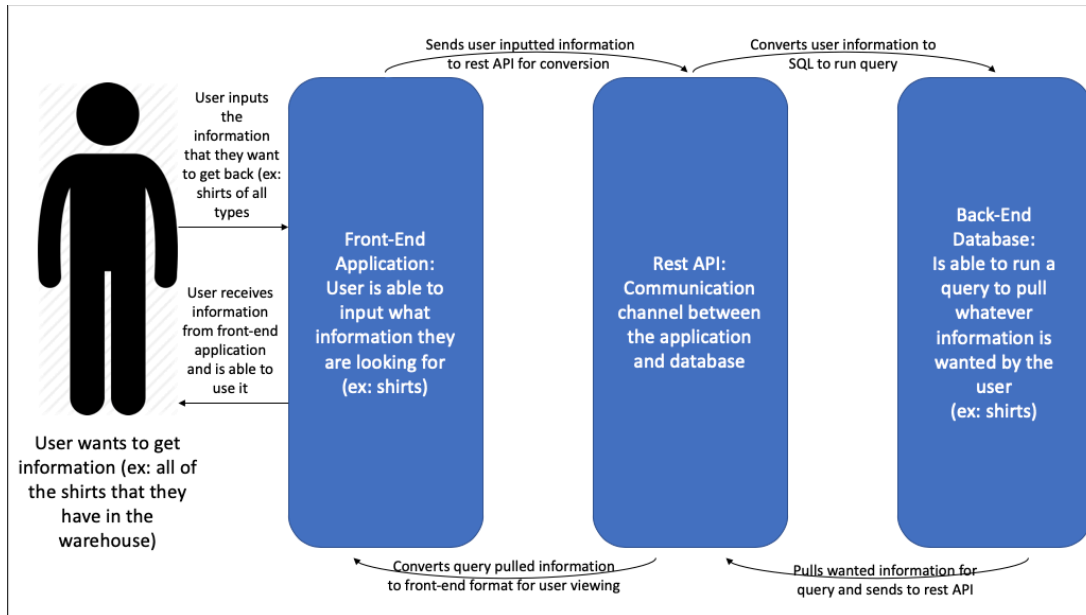 Sends user inputted information
to rest API for conversion
Converts user information to
SQL to run query
User inputs
the
information
that they want
to get back (ex:
shirts of all
types
User receives
information
from front-end
application
and is able to
use it
User wants to get
information (ex: all of
the shirts that they
have in the
warehouse)
Front-End
Application:
User is able to
input what
information they
are looking for
(ex: shirts)
Rest API:
Communication
channel between
the application
and database
Back-End
Database:
Is able to run a
query to pull
whatever
information is
wanted by the
user
(ex: shirts)
Converts query pulled information
to front-end format for user viewing
Pulls wanted information for
query and sends to rest API